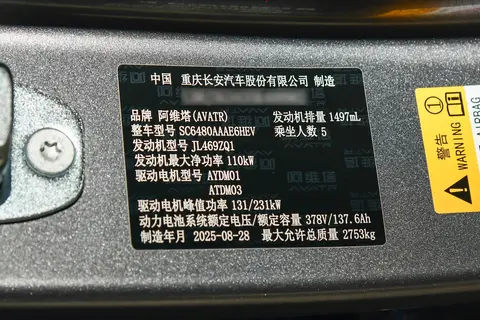 中国 重庆长安汽车股份有限公司 制造
品牌 阿维塔(AVATR) 发动机排量 1497mL
整车型号 SC6480AAAE6HEV 乘坐人数 5
发动机型号 JL469ZQ1
发动机最大净功率 110kW
驱动电机型号 AYDM01
AYDM03
驱动电机峰值功率 131/231kW
动力电池系统额定电压/额定容量 378V/137.6Ah
制造年月 2025-08-28 最大允许总质量 2753kg
警告
AIRBAG